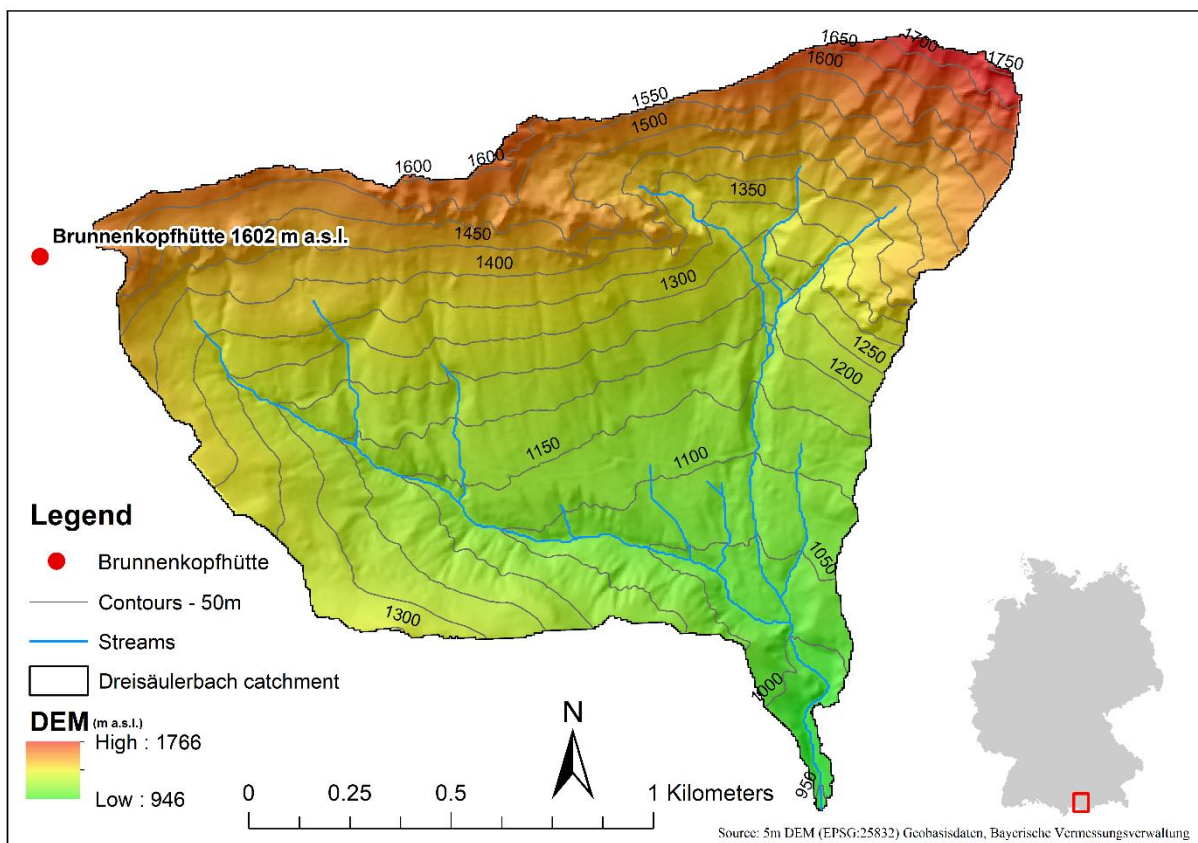 1650
1700
1750
1600
1550
1500
1600
1600
1350
1450
Brunnenkopfhütte 1602 m a.s.l.
1400
1300
1250
1200
1150
1100
1050
1300
1000
950
Legend
Brunnenkopfhütte
Contours - 50m
Streams
Dreisäulerbach catchment
DEM (m a.s.l.)
High : 1766
Low : 946
N
0 0.25 0.5 1 Kilometers
Source: 5m DEM (EPSG:25832) Geobasisdaten, Bayerische Vermessungsverwaltung